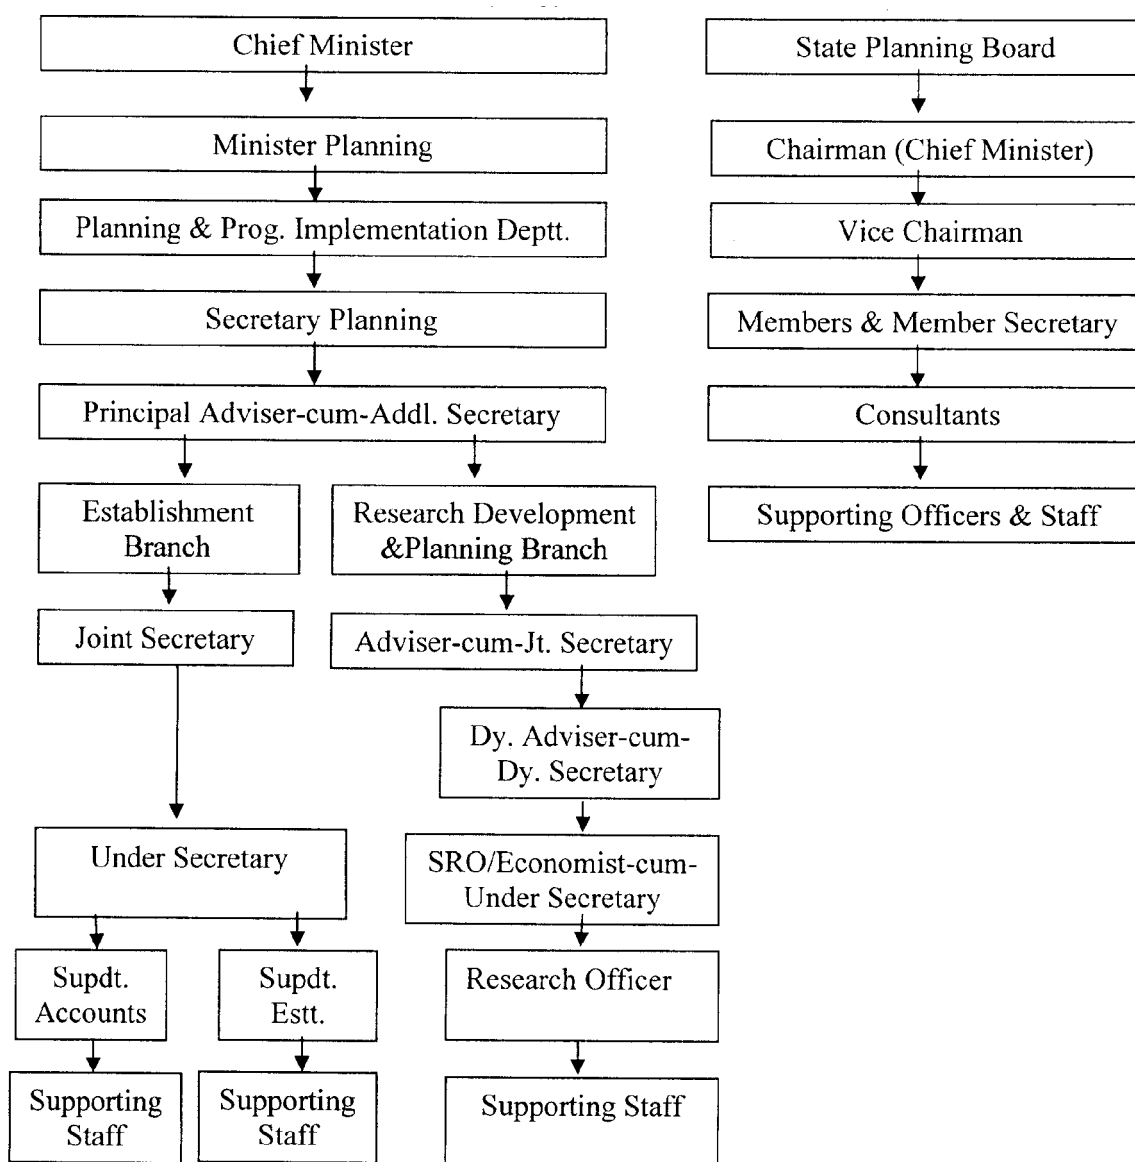 Chief Minister
Minister Planning
Planning & Prog. Implementation Deptt.
Secretary Planning
Principal Adviser-cum-Addl. Secretary
Establishment
Branch
Research Development
&Planning Branch
Joint Secretary
Adviser-cum-Jt. Secretary
Dy. Adviser-cum-
Dy. Secretary
Under Secretary
SRO/Economist-cum-
Under Secretary
Supdt.
Accounts
Supdt.
Estt.
Research Officer
Supporting
Staff
Supporting
Staff
Supporting Staff
State Planning Board
Chairman (Chief Minister)
Vice Chairman
Members & Member Secretary
Consultants
Supporting Officers & Staff